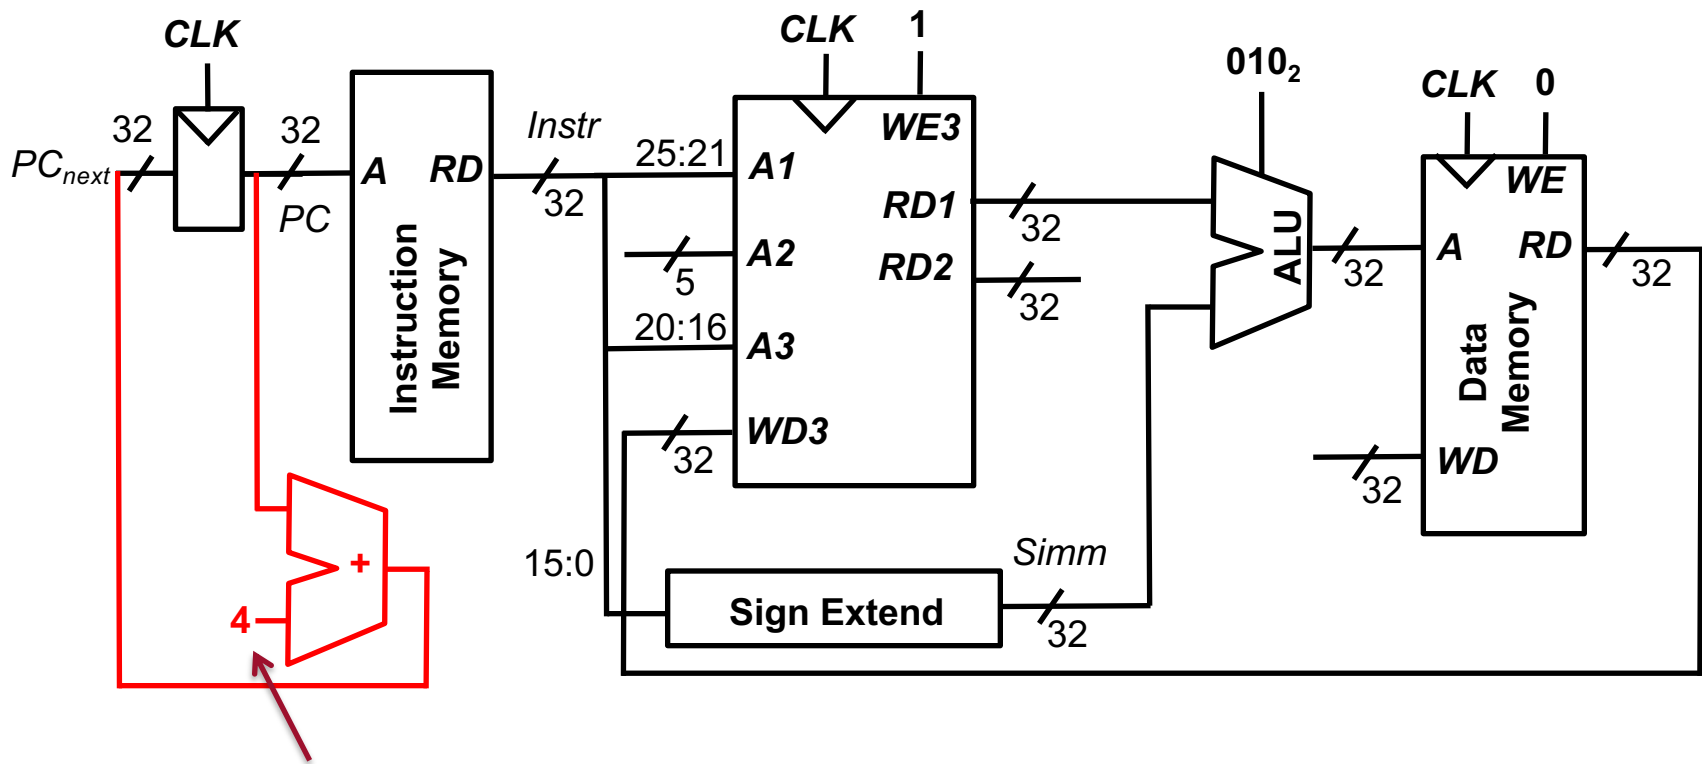 CLK
32
PCnext
32
PC
A
RD
Instruction
Memory
Instr
32
4
+
CLK
1
WE3
25:21
A1
RD1
32
A2
5
RD2
32
20:16
A3
WD3
32
15:0
Sign Extend
Simm
32
010₂
ALU
32
CLK
0
WE
A
RD
32
Data
Memory
WD
32